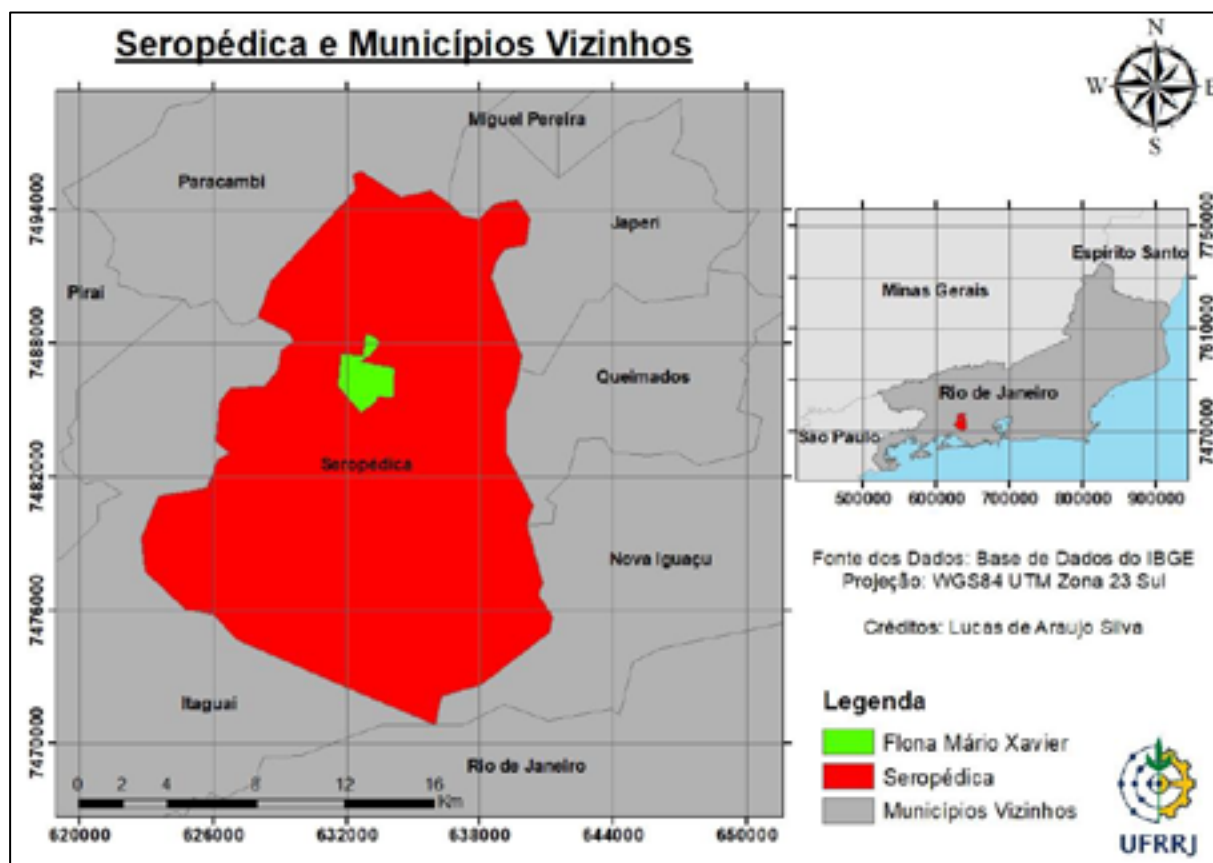 Seropédica e Municípios Vizinhos
N
W
E
S
Miguel Pereira
Paracambi
Japeri
Piraí
Queimados
Seropédica
Nova Iguaçu
Itaguaí
Rio de Janeiro
7494000
7488000
7482000
7476000
7470000
0 2 4 8 12 16
Km
620000 626000 632000 638000 644000 650000
Espírito Santo
Minas Gerais
Rio de Janeiro
São Paulo
7750000
7610000
7470000
500000 600000 700000 800000 900000
Fonte dos Dados: Base de Dados do IBGE
Projeção: WGS84 UTM Zona 23 Sul
Créditos: Lucas de Araujo Silva
Legenda
Flona Mário Xavier
Seropédica
Municípios Vizinhos
UFRRJ